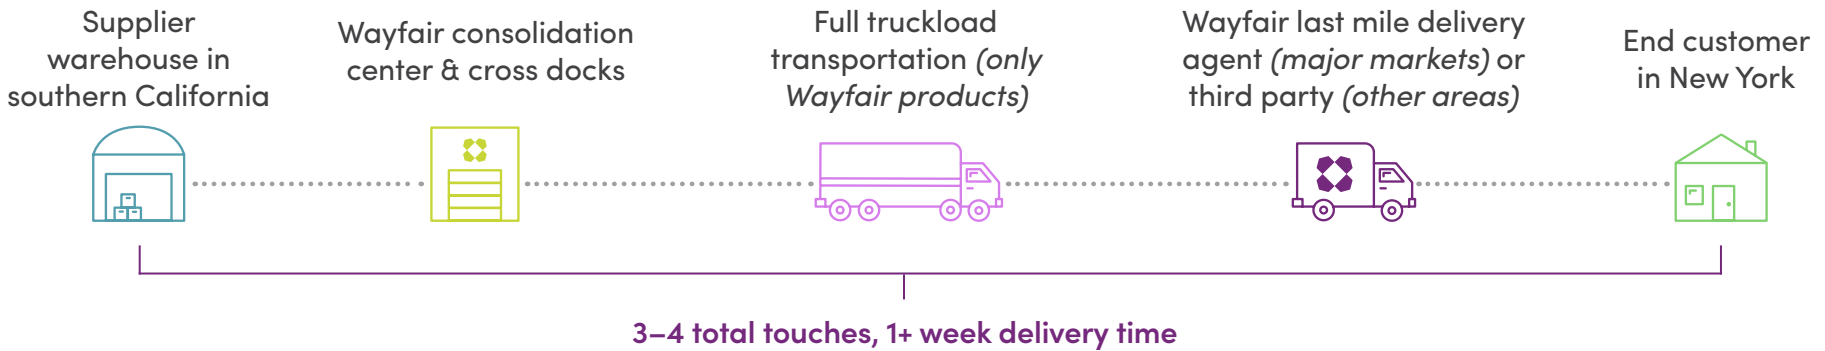 Supplier
warehouse in
southern California
Wayfair consolidation
center & cross docks
Full truckload
transportation (only
Wayfair products)
Wayfair last mile delivery
agent (major markets) or
third party (other areas)
End customer
in New York
3–4 total touches, 1+ week delivery time